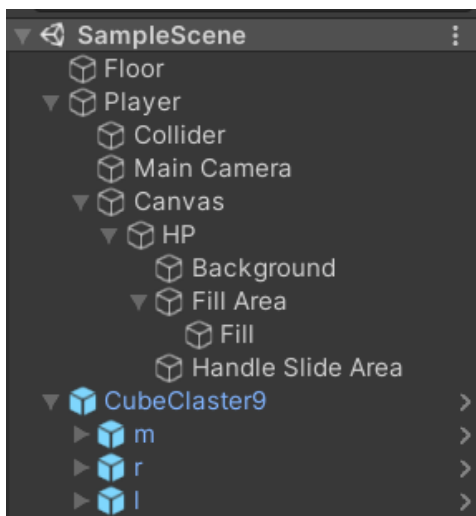 SampleScene
Floor
Player
Collider
Main Camera
Canvas
HP
Background
Fill Area
Fill
Handle Slide Area
CubeClaster9
m
r
l